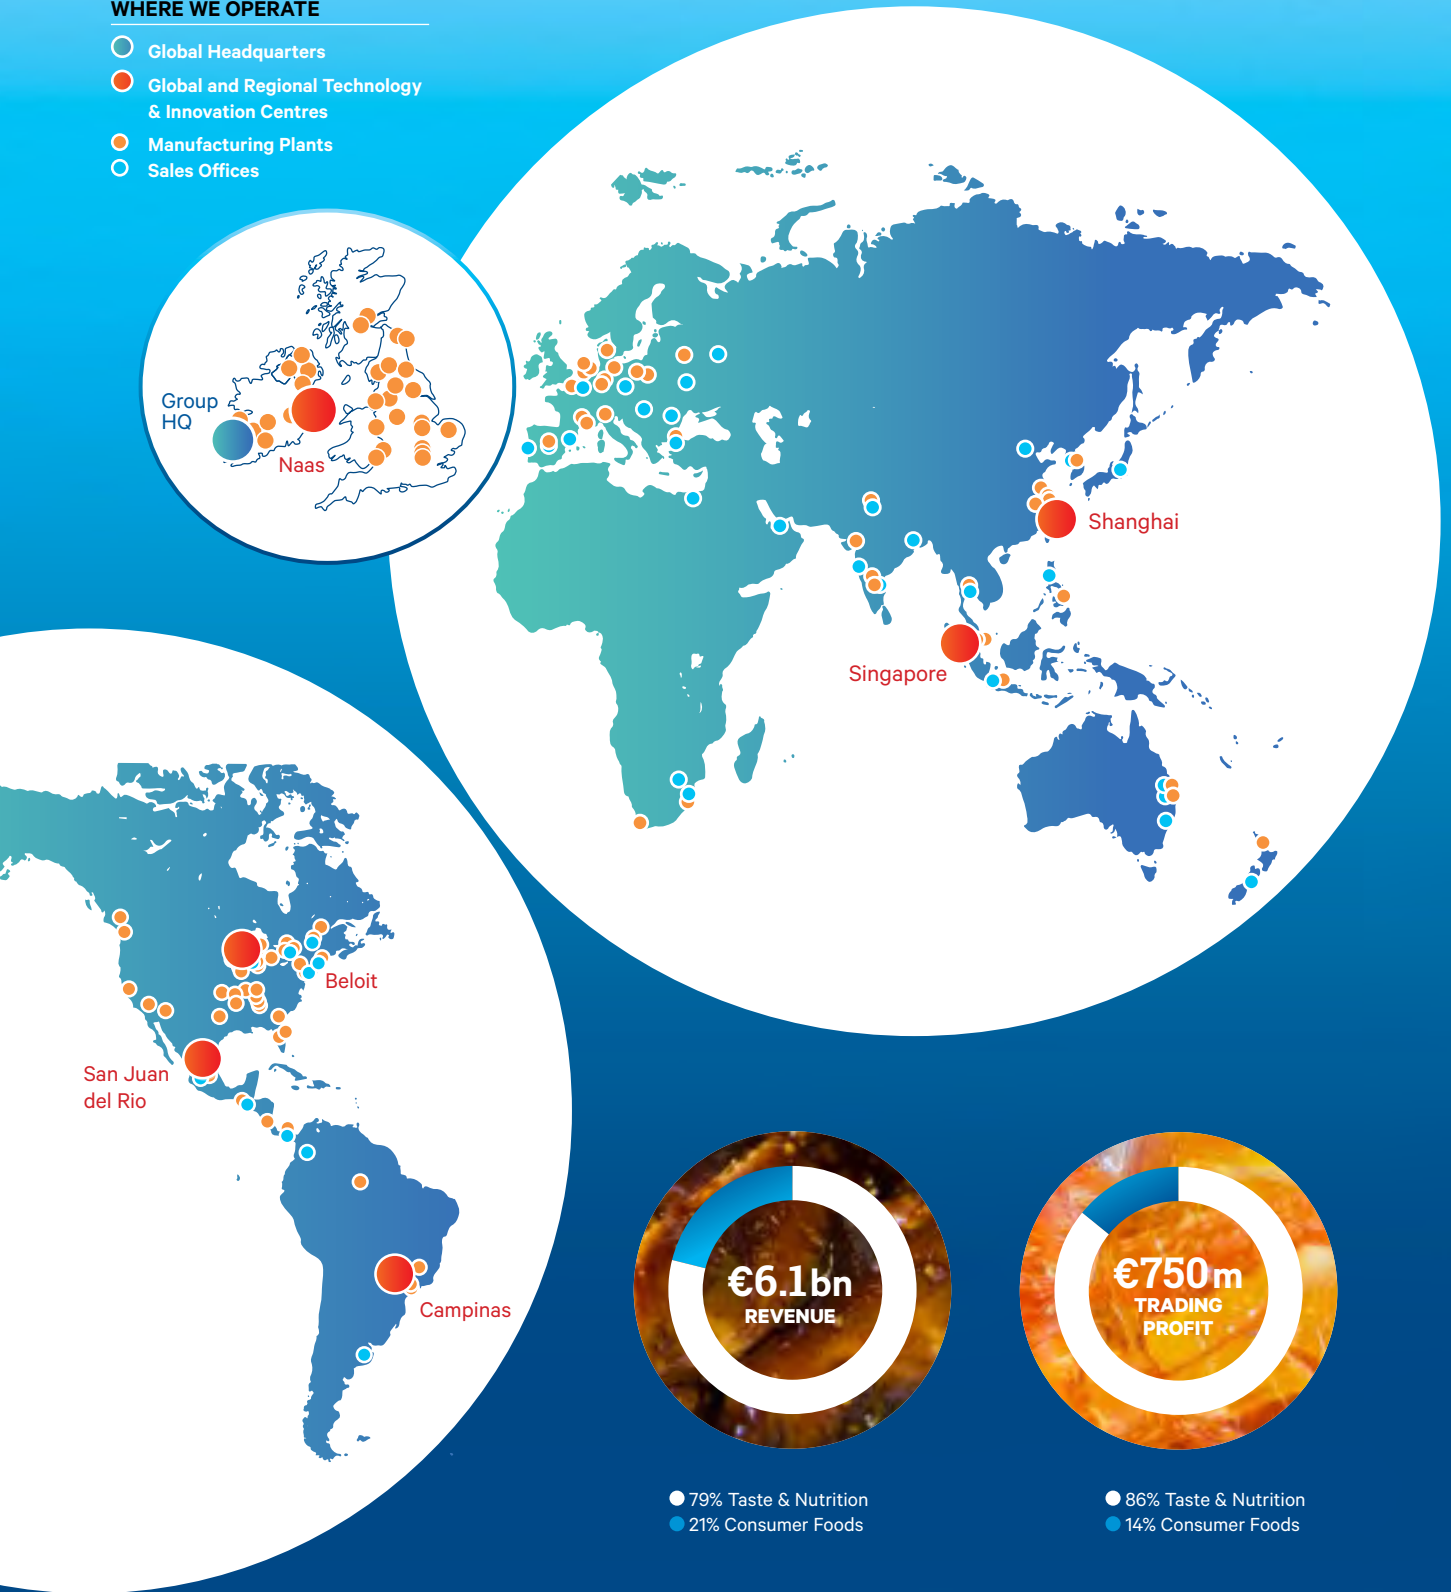 WHERE WE OPERATE
Global Headquarters
Global and Regional Technology
& Innovation Centres
Manufacturing Plants
Sales Offices
Group
HQ
Naas
Shanghai
Singapore
Beloit
San Juan
del Rio
Campinas
€6.1bn
REVENUE
79% Taste & Nutrition
21% Consumer Foods
€750m
TRADING
PROFIT
86% Taste & Nutrition
14% Consumer Foods